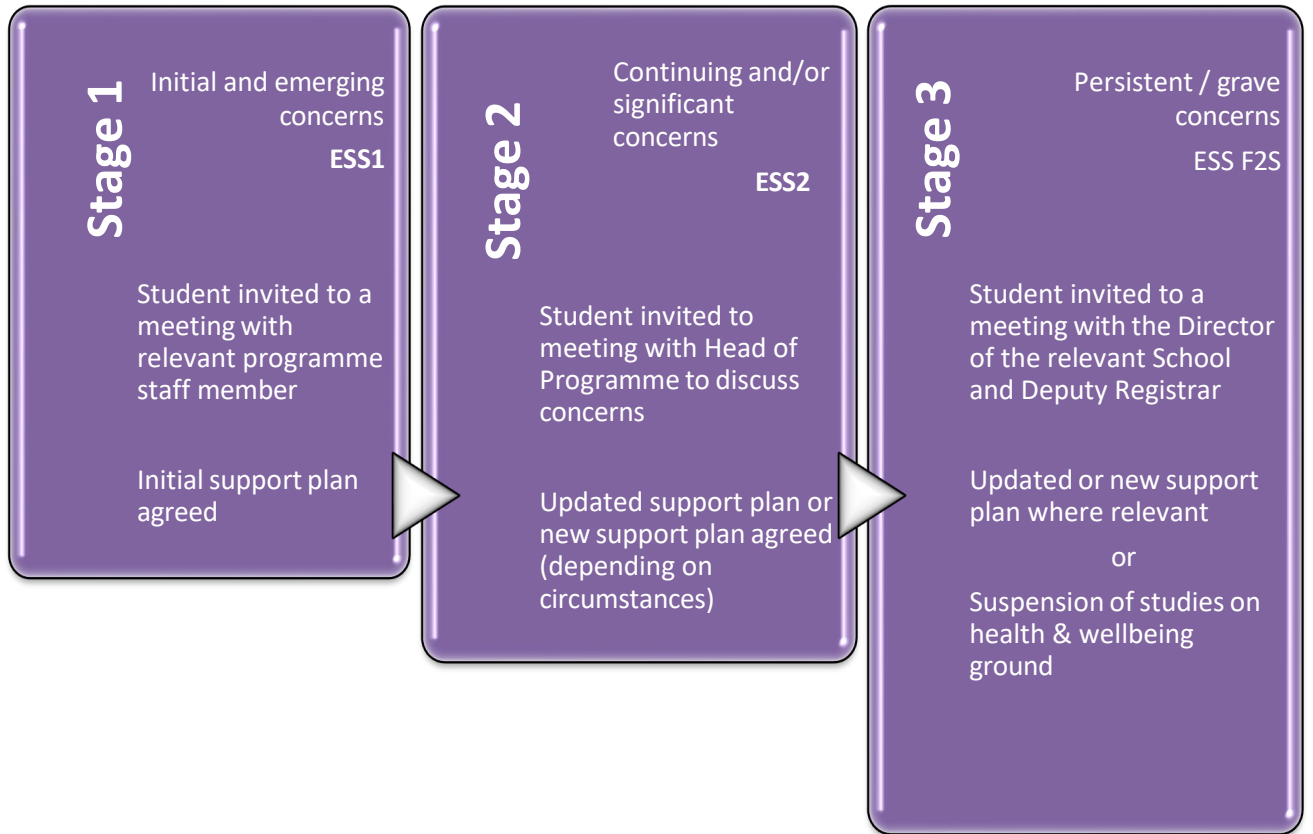 Stage 1
Initial and emerging
concerns
ESS1
Student invited to a
meeting with
relevant programme
staff member
Initial support plan
agreed
Stage 2
Continuing and/or
significant
concerns
ESS2
Student invited to
meeting with Head of
Programme to discuss
concerns
Updated support plan or
new support plan agreed
(depending on
circumstances)
Stage 3
Persistent / grave
concerns
ESS F2S
Student invited to a
meeting with the Director
of the relevant School
and Deputy Registrar
Updated or new support
plan where relevant
or
Suspension of studies on
health & wellbeing
ground